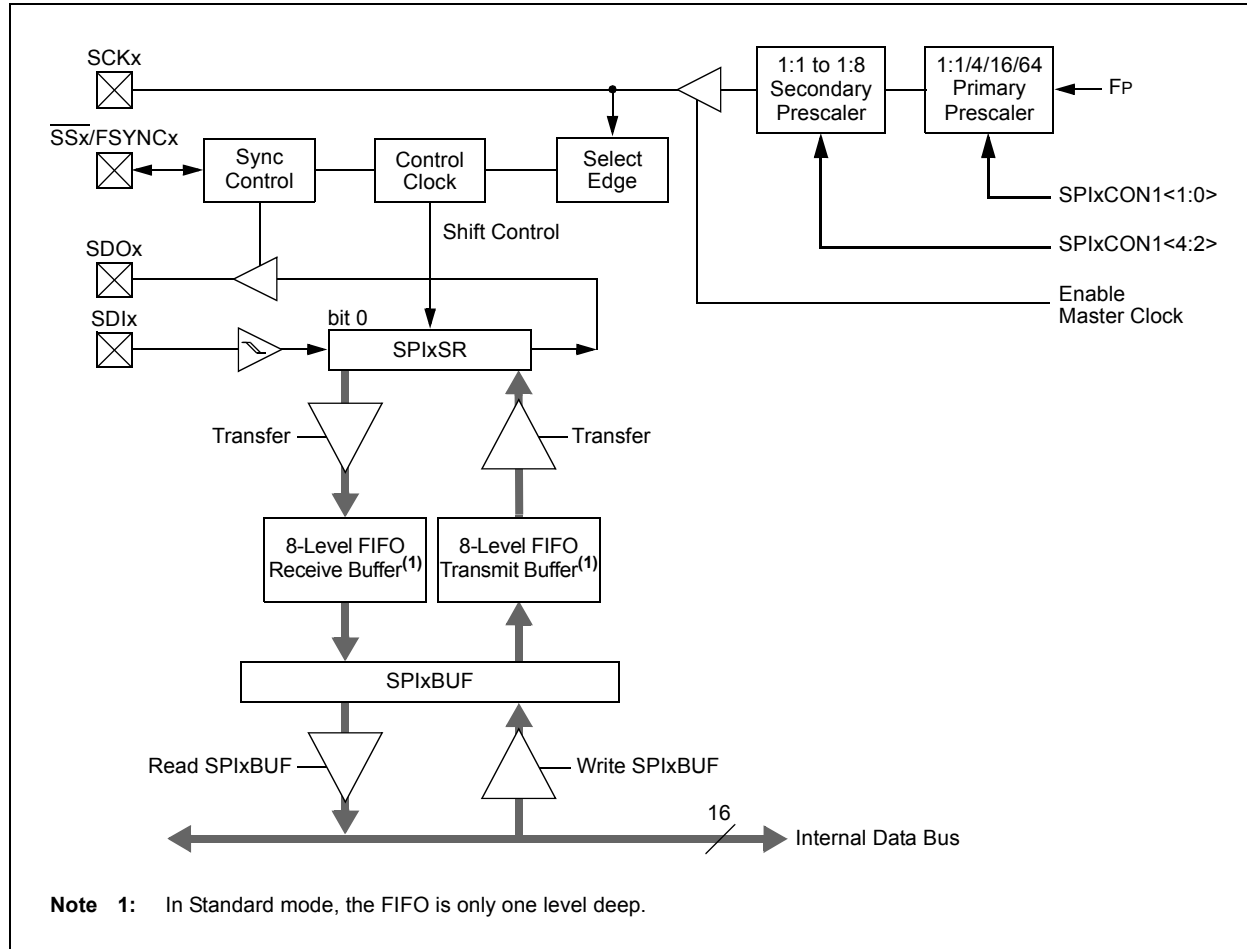 SCKx
1:1 to 1:8
Secondary
Prescaler
1:1/4/16/64
Primary
Prescaler
FP
SSx/FSYNCx
Sync
Control
Control
Clock
Select
Edge
SPIxCON1<1:0>
Shift Control
SPIxCON1<4:2>
SDOx
Enable
Master Clock
SDIx
bit 0
SPIxSR
Transfer
Transfer
8-Level FIFO
Receive Buffer(1)
8-Level FIFO
Transmit Buffer(1)
SPIxBUF
Read SPIxBUF
Write SPIxBUF
16
Internal Data Bus
Note 1: In Standard mode, the FIFO is only one level deep.